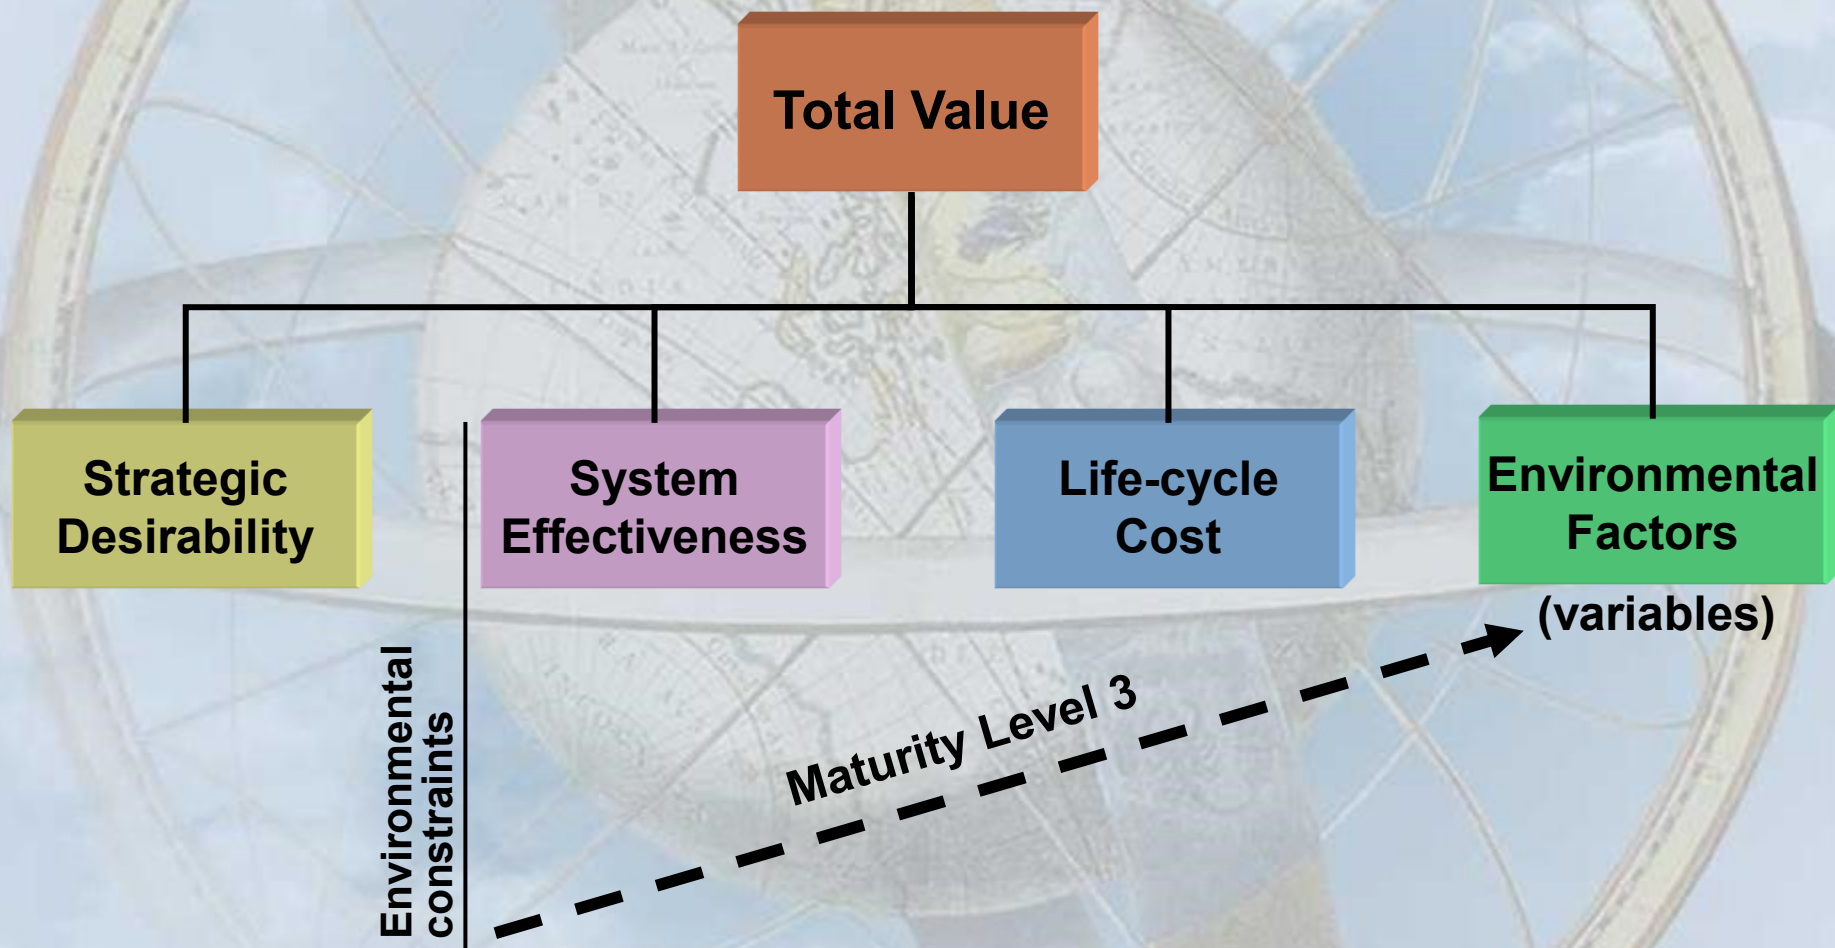 Total Value
Strategic
Desirability
System
Effectiveness
Life-cycle
Cost
Environmental
Factors
(variables)
Environmental
constraints
Maturity Level 3